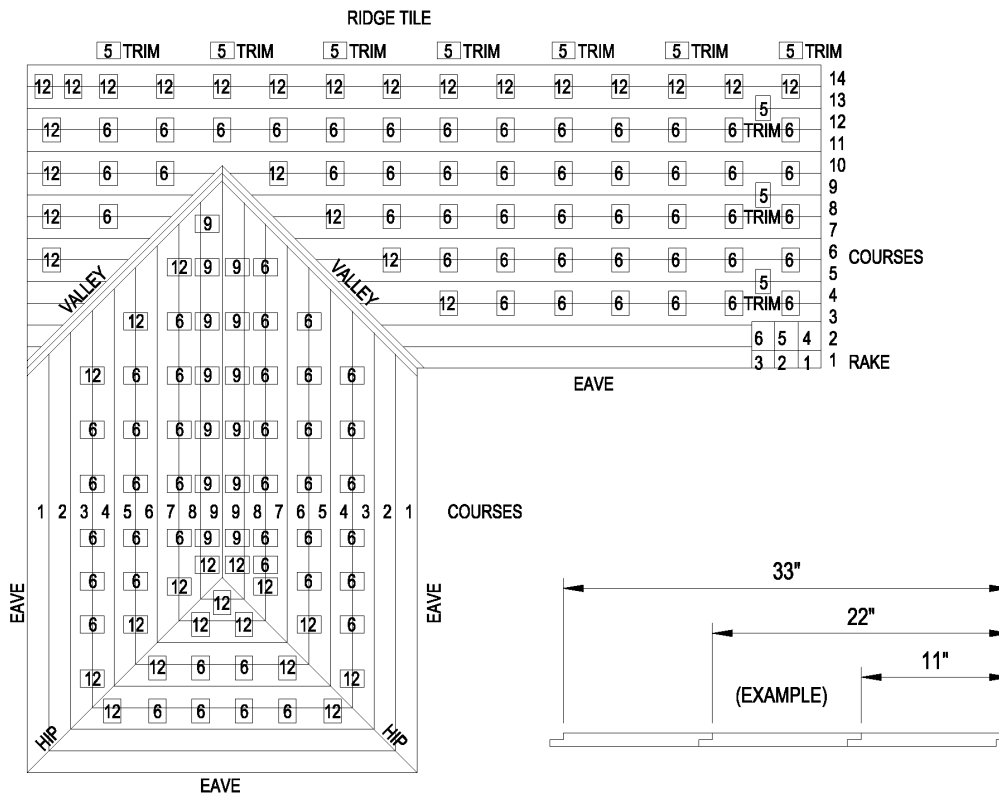 RIDGE TILE
5 TRIM 5 TRIM 5 TRIM 5 TRIM 5 TRIM 5 TRIM 5 TRIM
14
12 12 12 12 12 12 12 12 12 12 12 12 12 12
13
5
12
12 6 6 6 6 6 6 6 6 6 6 6 6 TRIM 6
11
10
12 6 6 12 6 6 6 6 6 6 6 6 6
9
5
8
12 6 12 6 6 6 6 6 6 6 TRIM 6
9
7
12 12 6 6 6 6 6 6 6 COURSES
12 9 9 6
VALLEY VALLEY
5
5
4
12 6 6 6 6 TRIM 6
3
12 6 9 9 6 6
6 5 4 2
3 2 1 1 RAKE
12 6 6 9 9 6 6 6
EAVE
6 6 6 9 9 6 6 6
6 6 6 9 9 6 6 6
1 2 3 4 5 6 7 8 9 9 8 7 6 5 4 3 2 1 COURSES
6 6 6 9 9 6 6 6
12 12 6
6 6 12 12 6 6
33"
EAVE EAVE
12
22"
6 12 12 12 6 6
11"
12 6 6 12
12 12
(EXAMPLE)
12 6 6 6 6 12
HIP HIP
EAVE